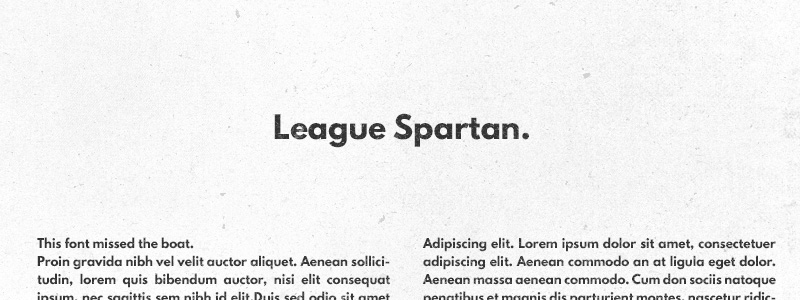 League Spartan.
This font missed the boat.
Proin gravida nibh vel velit auctor aliquet. Aenean sollici-
tudin, lorem quis bibendum auctor, nisi elit consequat
ipsum, nec sagittis sem nibh id elit.Duis sed odio sit amet
Adipiscing elit. Lorem ipsum dolor sit amet, consectetuer
adipiscing elit. Aenean commodo an at ligula eget dolor.
Aenean massa aenean commodo. Cum don sociis natoque
penatibus et magnis dis parturient montes, nascetur ridic-